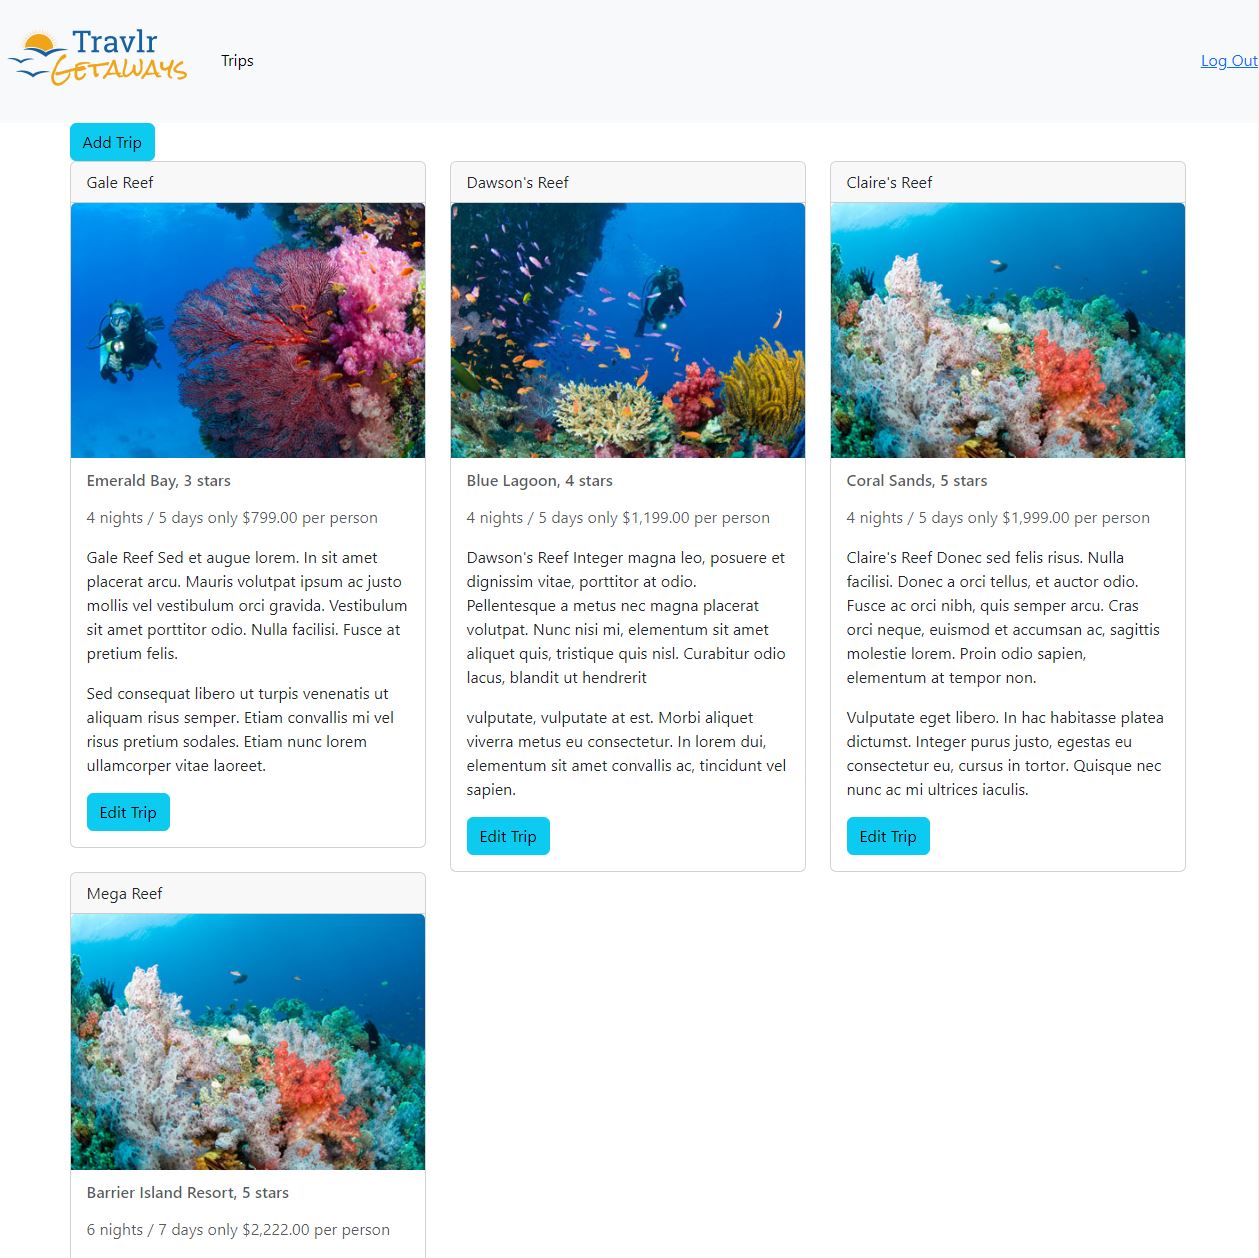 Travlr
Getaways
Trips
Log Out
Add Trip
Gale Reef
Emerald Bay, 3 stars
4 nights / 5 days only $799.00 per person
Gale Reef Sed et augue lorem. In sit amet
placerat arcu. Mauris volutpat ipsum ac justo
mollis vel vestibulum orci gravida. Vestibulum
sit amet porttitor odio. Nulla facilisi. Fusce at
pretium felis.
Sed consequat libero ut turpis venenatis ut
aliquam risus semper. Etiam convallis mi vel
risus pretium sodales. Etiam nunc lorem
ullamcorper vitae laoreet.
Edit Trip
Dawson's Reef
Blue Lagoon, 4 stars
4 nights / 5 days only $1,199.00 per person
Dawson's Reef Integer magna leo, posuere et
dignissim vitae, porttitor at odio.
Pellentesque a metus nec magna placerat
volutpat. Nunc nisi mi, elementum sit amet
aliquet quis, tristique quis nisl. Curabitur odio
lacus, blandit ut hendrerit
vulputate, vulputate at est. Morbi aliquet
viverra metus eu consectetur. In lorem dui,
elementum sit amet convallis ac, tincidunt vel
sapien.
Edit Trip
Claire's Reef
Coral Sands, 5 stars
4 nights / 5 days only $1,999.00 per person
Claire's Reef Donec sed felis risus. Nulla
facilisi. Donec a orci tellus, et auctor odio.
Fusce ac orci nibh, quis semper arcu. Cras
orci neque, euismod et accumsan ac, sagittis
molestie lorem. Proin odio sapien,
elementum at tempor non.
Vulputate eget libero. In hac habitasse platea
dictumst. Integer purus justo, egestas eu
consectetur eu, cursus in tortor. Quisque nec
nunc ac mi ultrices iaculis.
Edit Trip
Mega Reef
Barrier Island Resort, 5 stars
6 nights / 7 days only $2,222.00 per person